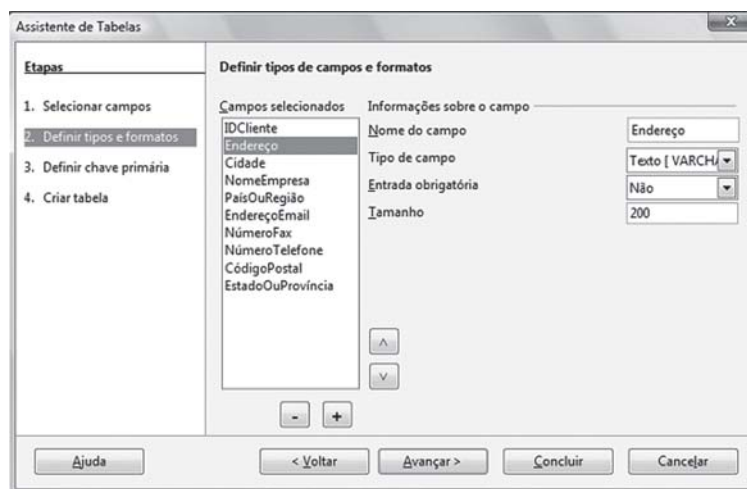 Assistente de Tabelas
Etapas
1. Selecionar campos
2. Definir tipos e formatos
3. Definir chave primária
4. Criar tabela
Definir tipos de campos e formatos
Campos selecionados
IDCliente
Endereço
Cidade
NomeEmpresa
PaísOuRegião
EndereçoEmail
NúmeroFax
NúmeroTelefone
CódigoPostal
EstadoOuProvíncia
- +
Informações sobre o campo
Nome do campo Endereço
Tipo de campo Texto [ VARCHA
Entrada obrigatória Não
Tamanho 200
Ajuda < Voltar Avançar > Concluir Cancelar